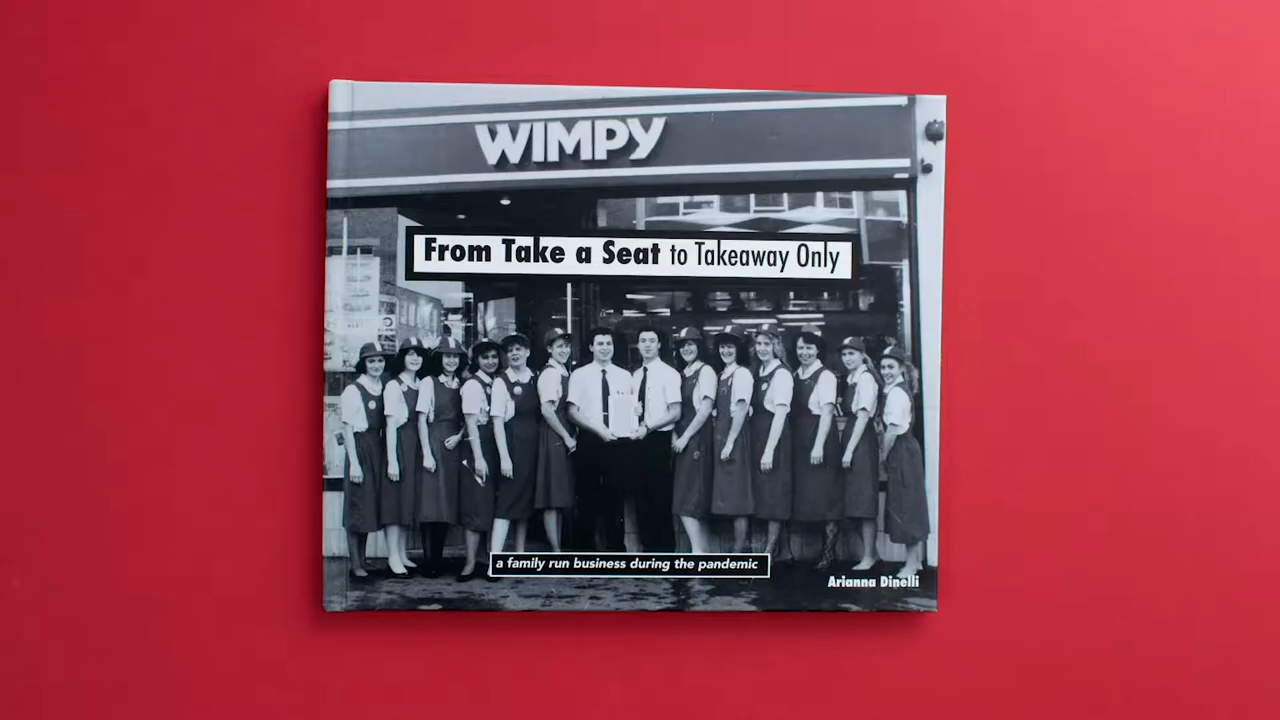 WIMPY
From Take a Seat to Takeaway Only
a family run business during the pandemic
Arianna Dinelli